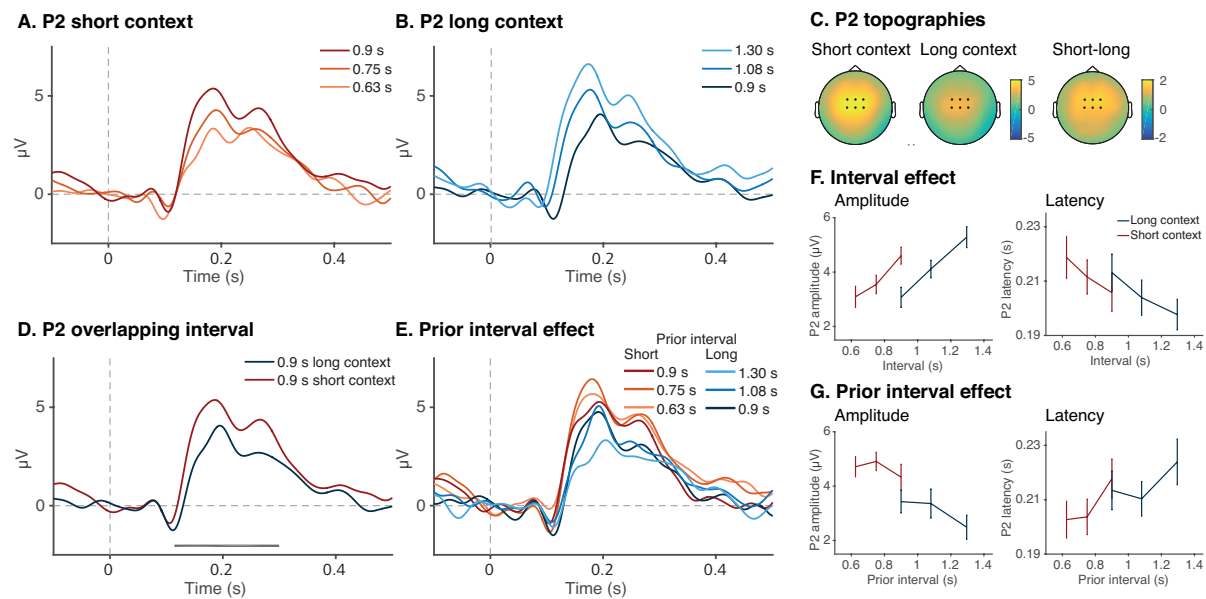 A. P2 short context
0.9 s
0.75 s
0.63 s
5
0
µV
0
0.2
0.4
Time (s)
B. P2 long context
1.30 s
1.08 s
0.9 s
5
0
µV
0
0.2
0.4
Time (s)
C. P2 topographies
Short context
Long context
Short-long
5
0
-5
2
0
-2
D. P2 overlapping interval
0.9 s long context
0.9 s short context
5
0
µV
0
0.2
0.4
Time (s)
E. Prior interval effect
Prior interval
Short
Long
0.9 s
0.75 s
0.63 s
1.30 s
1.08 s
0.9 s
5
0
µV
0
0.2
0.4
Time (s)
F. Interval effect
Amplitude
6
4
2
P2 amplitude (µV)
0.6 0.8 1 1.2 1.4
Interval (s)
Latency
Long context
Short context
0.23
0.21
0.19
P2 latency (s)
0.6 0.8 1 1.2 1.4
Interval (s)
G. Prior interval effect
Amplitude
6
4
2
P2 amplitude (µV)
0.6 0.8 1 1.2 1.4
Prior interval (s)
Latency
0.23
0.21
0.19
P2 latency (s)
0.6 0.8 1 1.2 1.4
Prior interval (s)